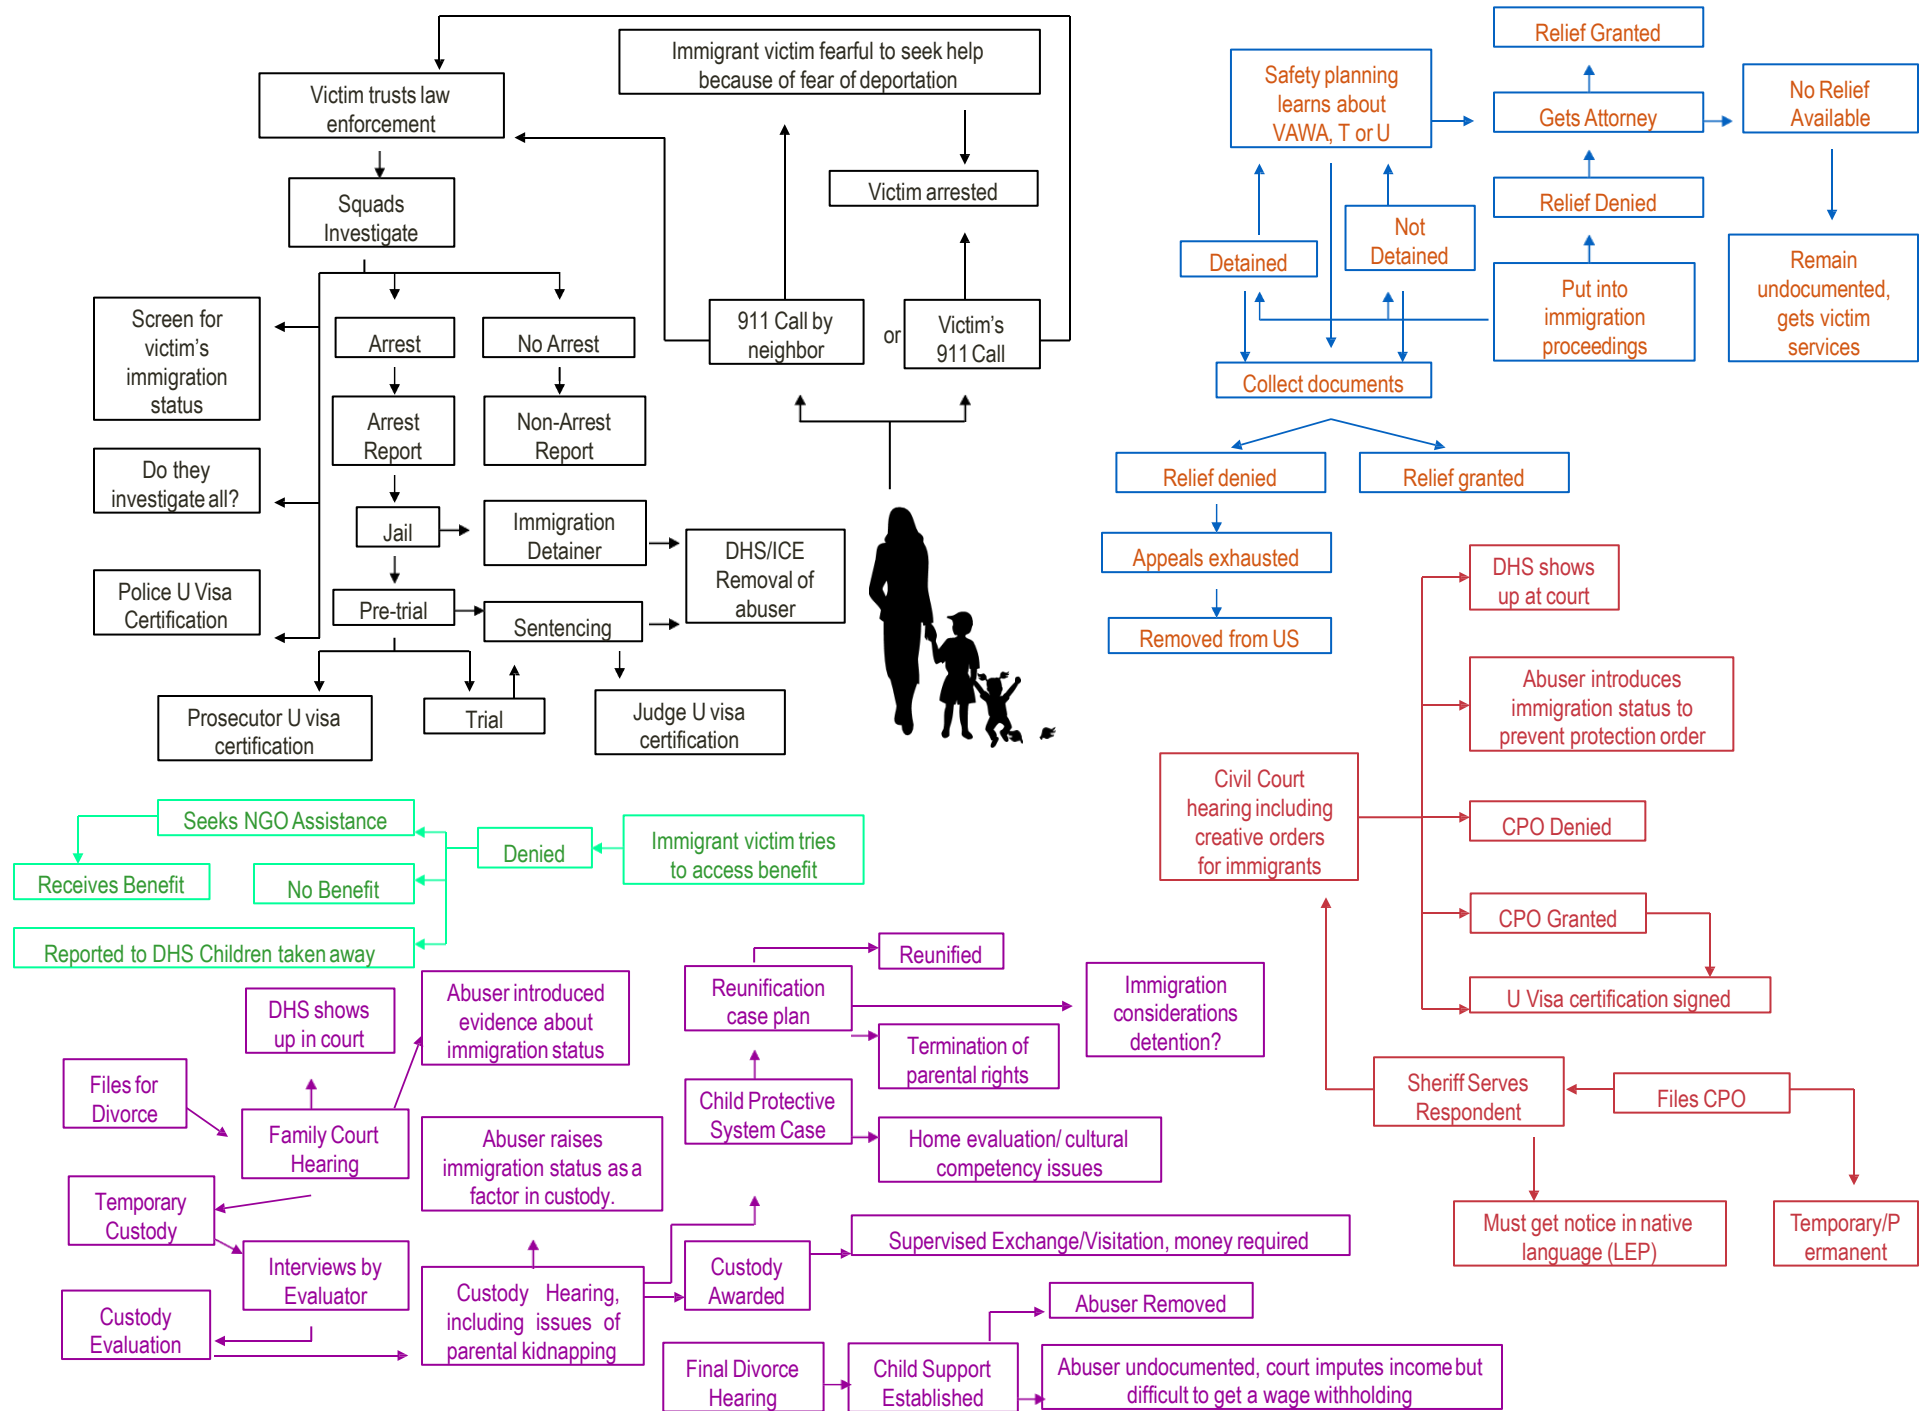 Victim trusts law
enforcement
Immigrant victim fearful to seek help
because of fear of deportation
Victim arrested
Squads
Investigate
Screen for
victim's
immigration
status
Arrest
No Arrest
911 Call by
neighbor
or
Victim's
911 Call
Do they
investigate all?
Arrest
Report
Non-Arrest
Report
Jail
Immigration
Detainer
DHS/ICE
Removal of
abuser
Police U Visa
Certification
Pre-trial
Sentencing
Prosecutor U visa
certification
Trial
Judge U visa
certification
Relief Granted
Safety planning
learns about
VAWA, T or U
Gets Attorney
No Relief
Available
Relief Denied
Not
Detained
Detained
Put into
immigration
proceedings
Remain
undocumented,
gets victim
services
Collect documents
Relief denied
Relief granted
Appeals exhausted
Removed from US
DHS shows
up at court
Abuser introduces
immigration status to
prevent protection order
Civil Court
hearing including
creative orders
for immigrants
CPO Denied
CPO Granted
U Visa certification signed
Sheriff Serves
Respondent
Files CPO
Must get notice in native
language (LEP)
Temporary/P
ermanent
Seeks NGO Assistance
Denied
Immigrant victim tries
to access benefit
Receives Benefit
No Benefit
Reported to DHS Children taken away
DHS shows
up in court
Abuser introduced
evidence about
immigration status
Files for
Divorce
Family Court
Hearing
Abuser raises
immigration status as a
factor in custody.
Temporary
Custody
Interviews by
Evaluator
Custody
Evaluation
Custody Hearing,
including issues of
parental kidnapping
Reunified
Reunification
case plan
Immigration
considerations
detention?
Termination of
parental rights
Child Protective
System Case
Home evaluation/ cultural
competency issues
Custody
Awarded
Supervised Exchange/Visitation, money required
Abuser Removed
Final Divorce
Hearing
Child Support
Established
Abuser undocumented, court imputes income but
difficult to get a wage withholding